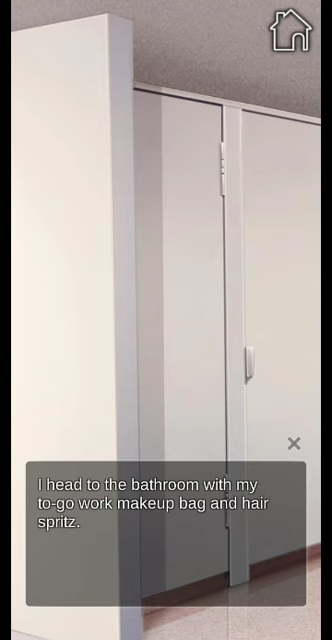 I head to the bathroom with my
to-go work makeup bag and hair
spritz.